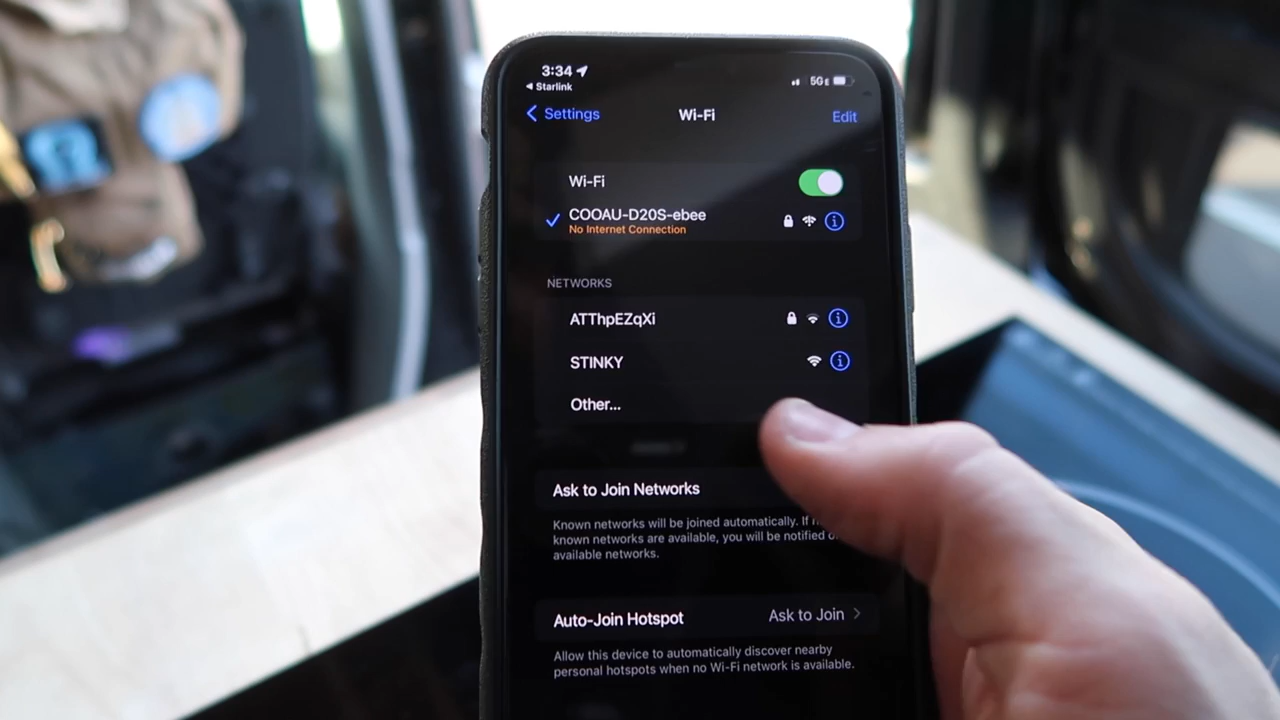 3:34
5GE
Starlink
Settings
Wi-Fi
Edit
Wi-Fi
COOAU-D20S-ebee
No Internet Connection
NETWORKS
ATThpEZqXi
STINKY
Other...
Ask to Join Networks
Known networks will be joined automatically. If
known networks are available, you will be notified
available networks.
Auto-Join Hotspot
Ask to Join
Allow this device to automatically discover nearby
personal hotspots when no Wi-Fi network is available.